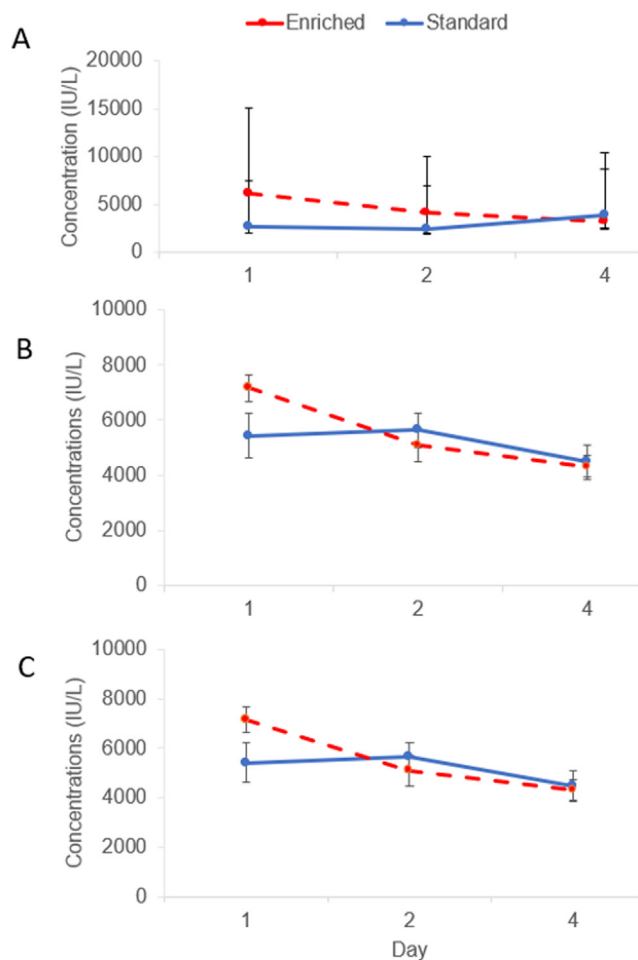 Enriched Standard
A
Concentration (IU/L)
20000
15000
10000
5000
0
1 2 4
B
Concentrations (IU/L)
10000
8000
6000
4000
2000
0
1 2 4
C
Concentrations (IU/L)
10000
8000
6000
4000
2000
0
1 2 4
Day